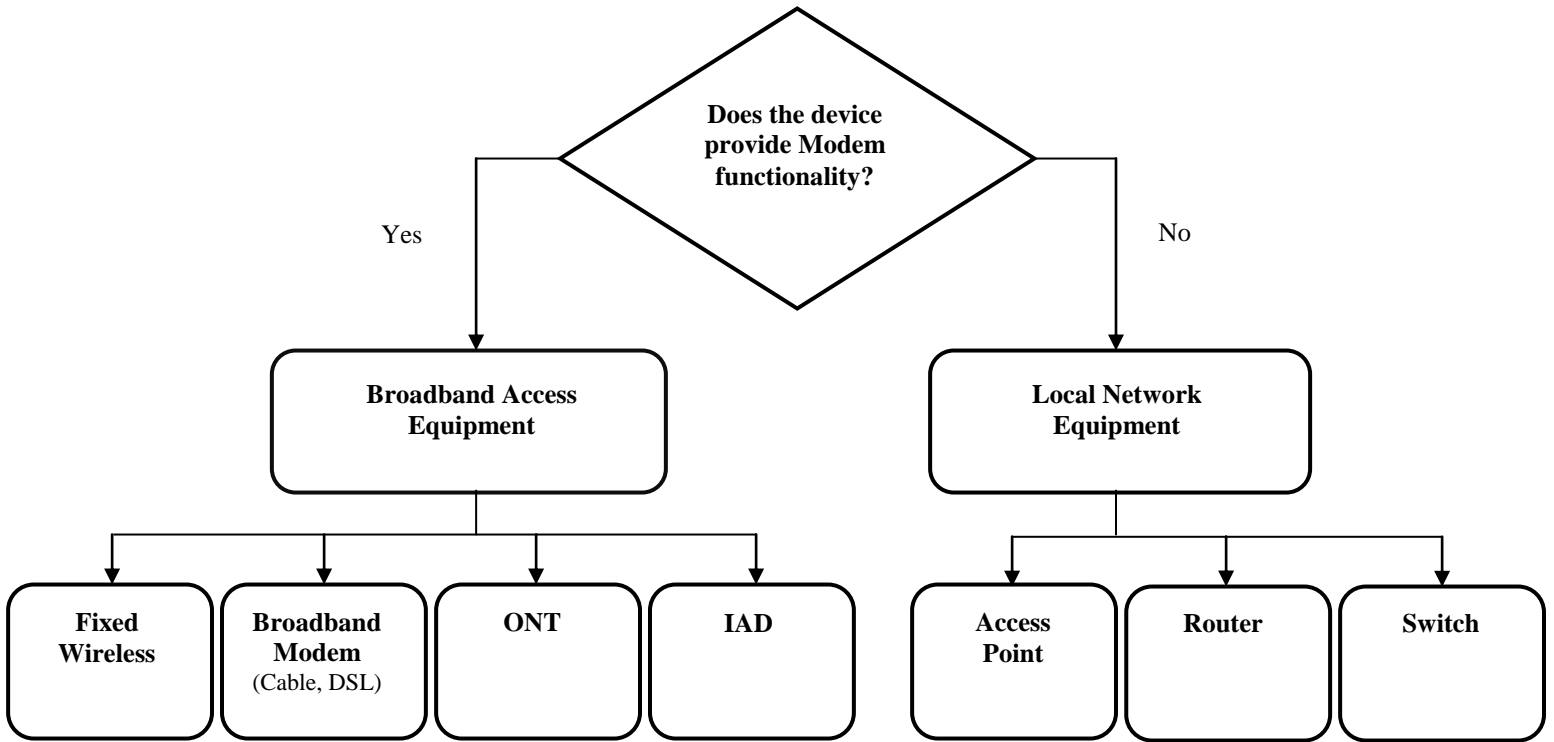 Does the device
provide Modem
functionality?
Yes
No
Broadband Access
Equipment
Local Network
Equipment
Fixed
Wireless
Broadband
Modem
(Cable, DSL)
ONT
IAD
Access
Point
Router
Switch